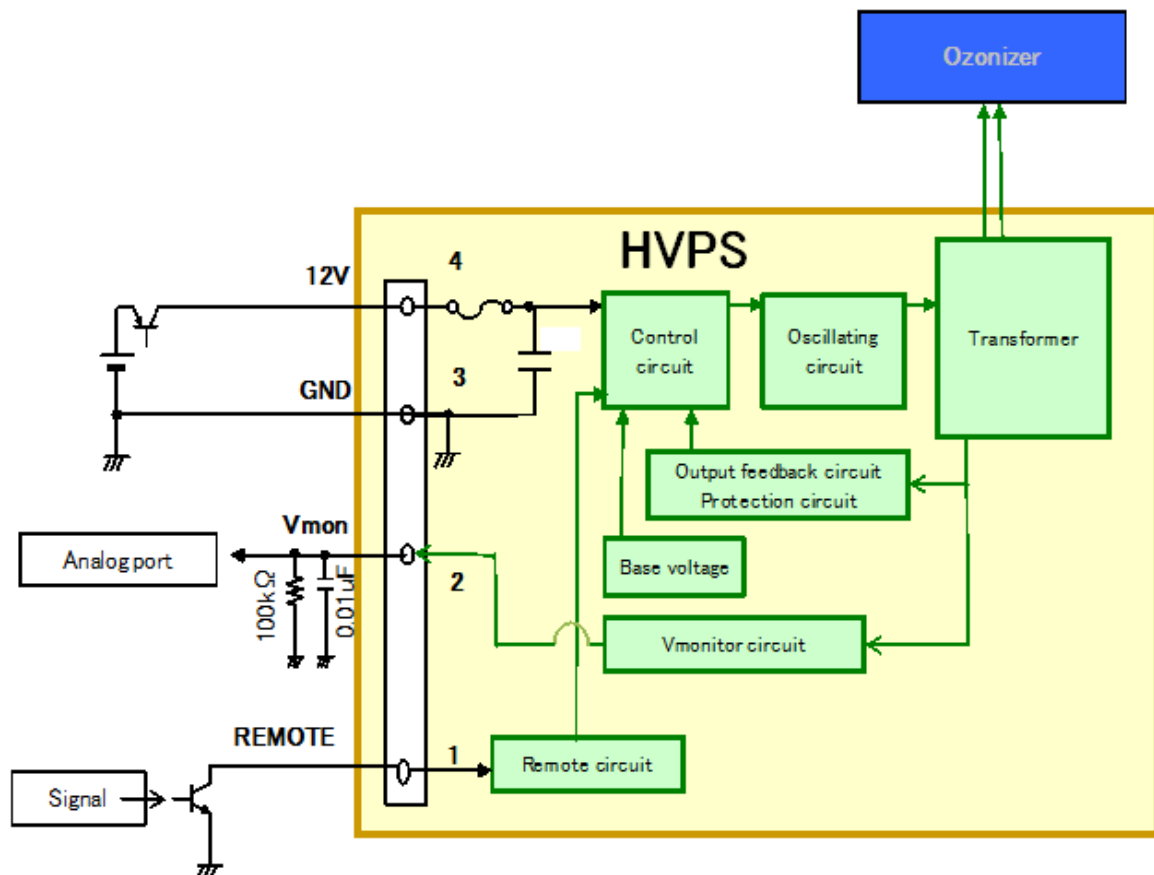 Ozonizer
HVPS
12V
4
Control
circuit
Oscillating
circuit
Transformer
GND
3
Output feedback circuit
Protection circuit
Vmon
Analog port
2
Base voltage
100kΩ
0.01uF
Vmonitor circuit
REMOTE
1
Remote circuit
Signal